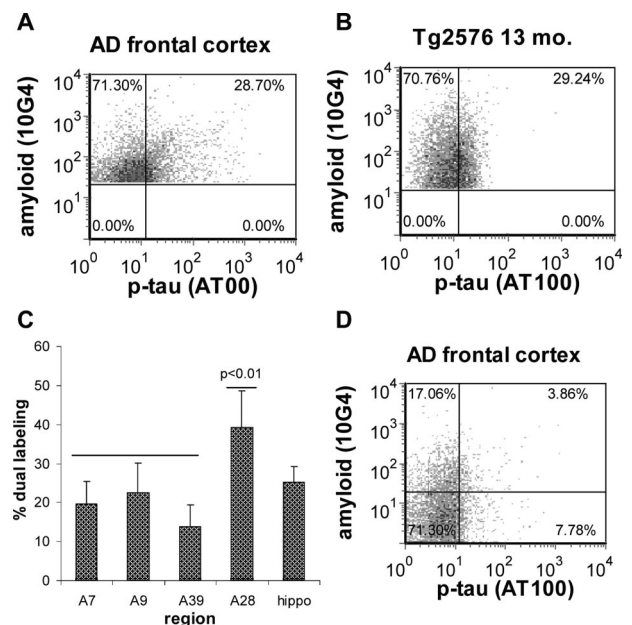 A
AD frontal cortex
amyloid (10G4)
10^4
10^3
10^2
10^1
71.30%
28.70%
0.00%
0.00%
10^0
10^1
10^2
10^3
10^4
p-tau (AT00)
B
Tg2576 13 mo.
amyloid (10G4)
10^4
10^3
10^2
10^1
70.76%
29.24%
0.00%
0.00%
10^0
10^1
10^2
10^3
10^4
p-tau (AT100)
C
% dual labeling
60
50
40
30
20
10
0
p<0.01
A7
A9
A39
A28
hippo
region
D
AD frontal cortex
amyloid (10G4)
10^4
10^3
10^2
10^1
17.06%
3.86%
71.30%
7.78%
10^0
10^1
10^2
10^3
10^4
p-tau (AT100)